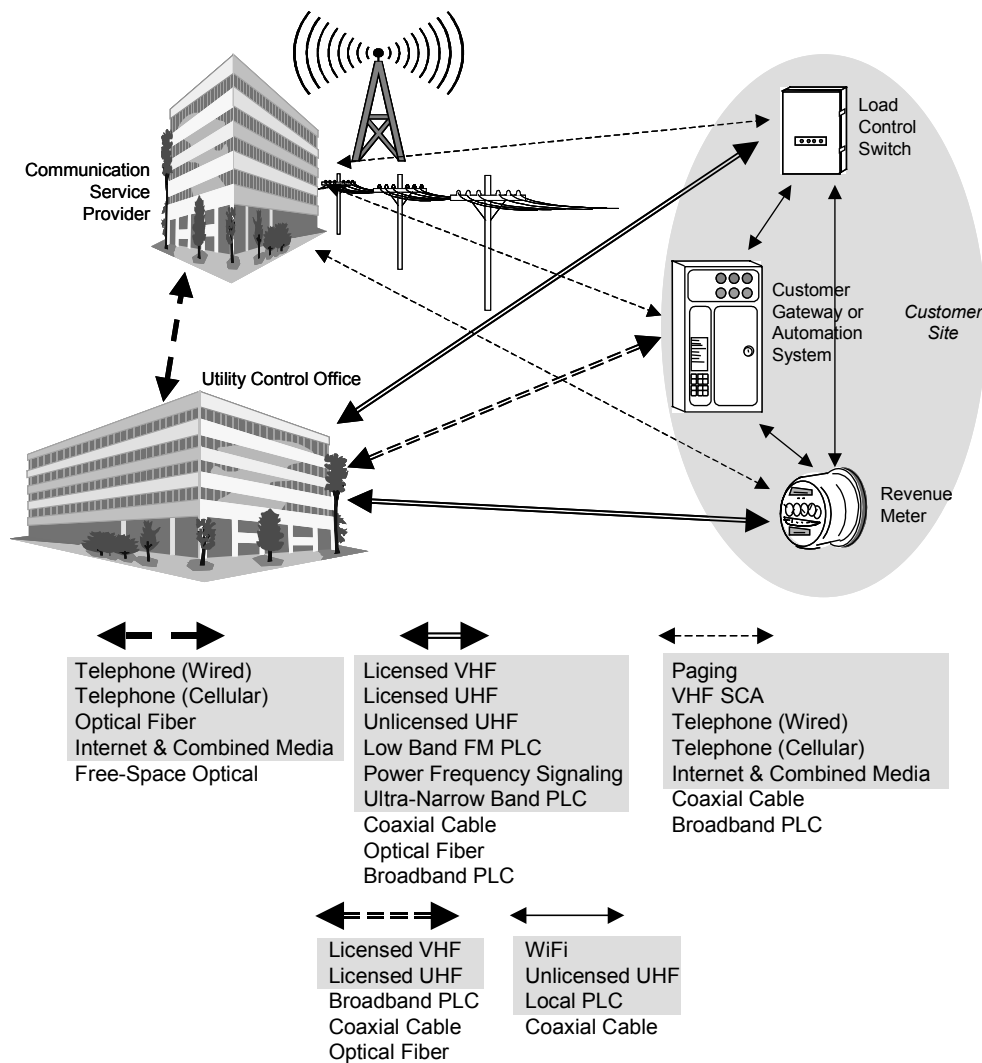 Communication
Service
Provider
Load
Control
Switch
Customer
Gateway or
Automation
System
Customer
Site
Utility Control Office
Revenue
Meter
Telephone (Wired)
Telephone (Cellular)
Optical Fiber
Internet & Combined Media
Free-Space Optical
Licensed VHF
Licensed UHF
Unlicensed UHF
Low Band FM PLC
Power Frequency Signaling
Ultra-Narrow Band PLC
Coaxial Cable
Optical Fiber
Broadband PLC
Paging
VHF SCA
Telephone (Wired)
Telephone (Cellular)
Internet & Combined Media
Coaxial Cable
Broadband PLC
Licensed VHF
Licensed UHF
Broadband PLC
Coaxial Cable
Optical Fiber
WiFi
Unlicensed UHF
Local PLC
Coaxial Cable